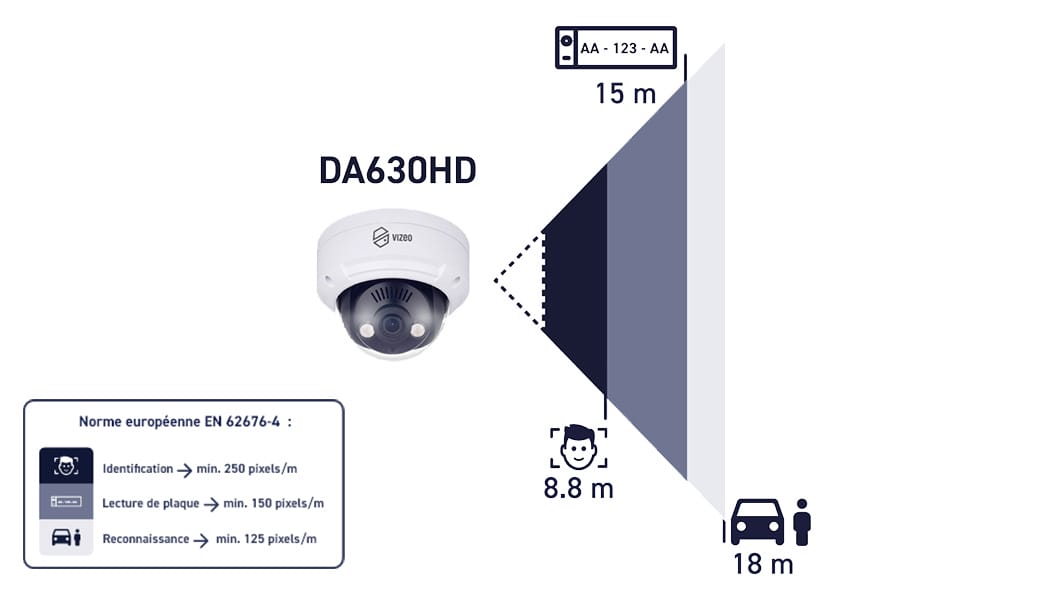 AA - 123 - AA
15 m
DA630HD
VIZEO
8.8 m
18 m
Norme européenne EN 62676-4 :
Identification → min. 250 pixels/m
Lecture de plaque → min. 150 pixels/m
Reconnaissance → min. 125 pixels/m